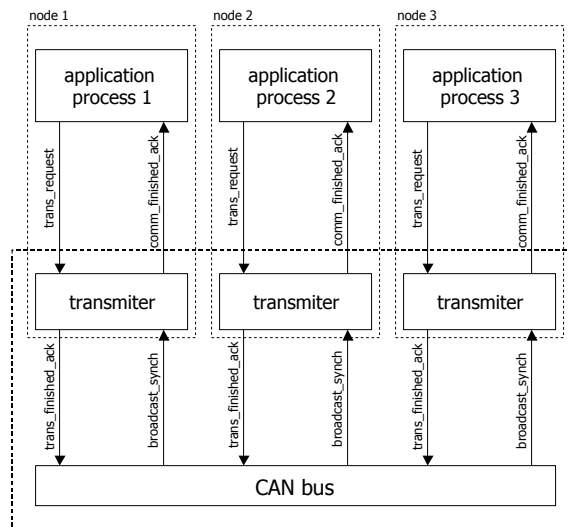 node 1
node 2
node 3
application
process 1
application
process 2
application
process 3
trans_request
comm_finished_ack
trans_request
comm_finished_ack
trans_request
comm_finished_ack
transmiter
transmiter
transmiter
trans_finished_ack
broadcast_synch
trans_finished_ack
broadcast_synch
trans_finished_ack
broadcast_synch
CAN bus